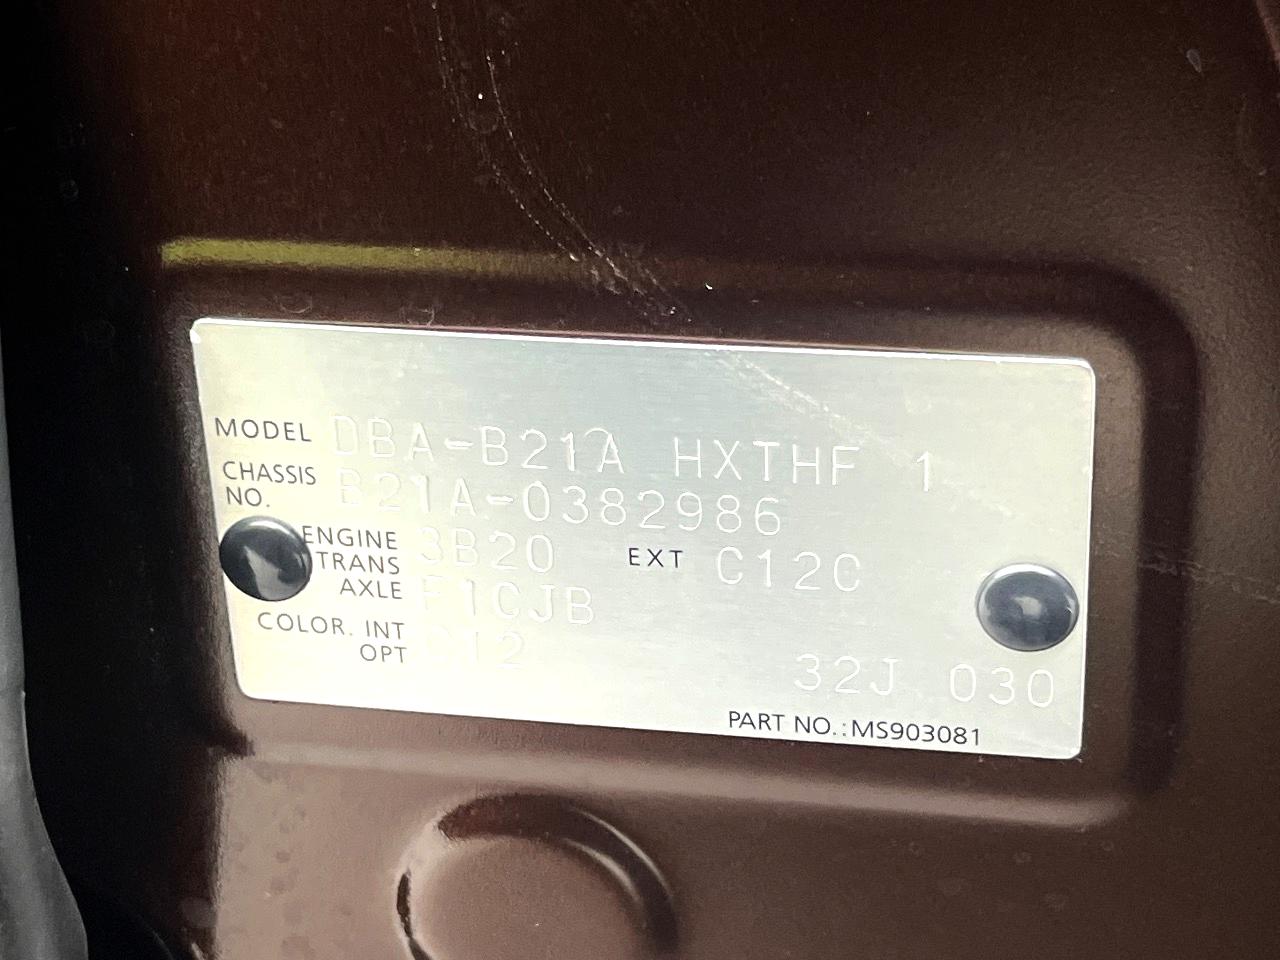 MODEL DBA-B21A HXTHF 1
CHASSIS NO. B21A-0382986
ENGINE 3B20 EXT C12C
TRANS AXLE F1CJB
COLOR. INT
OPT C12 32J 030
PART NO.:MS903081